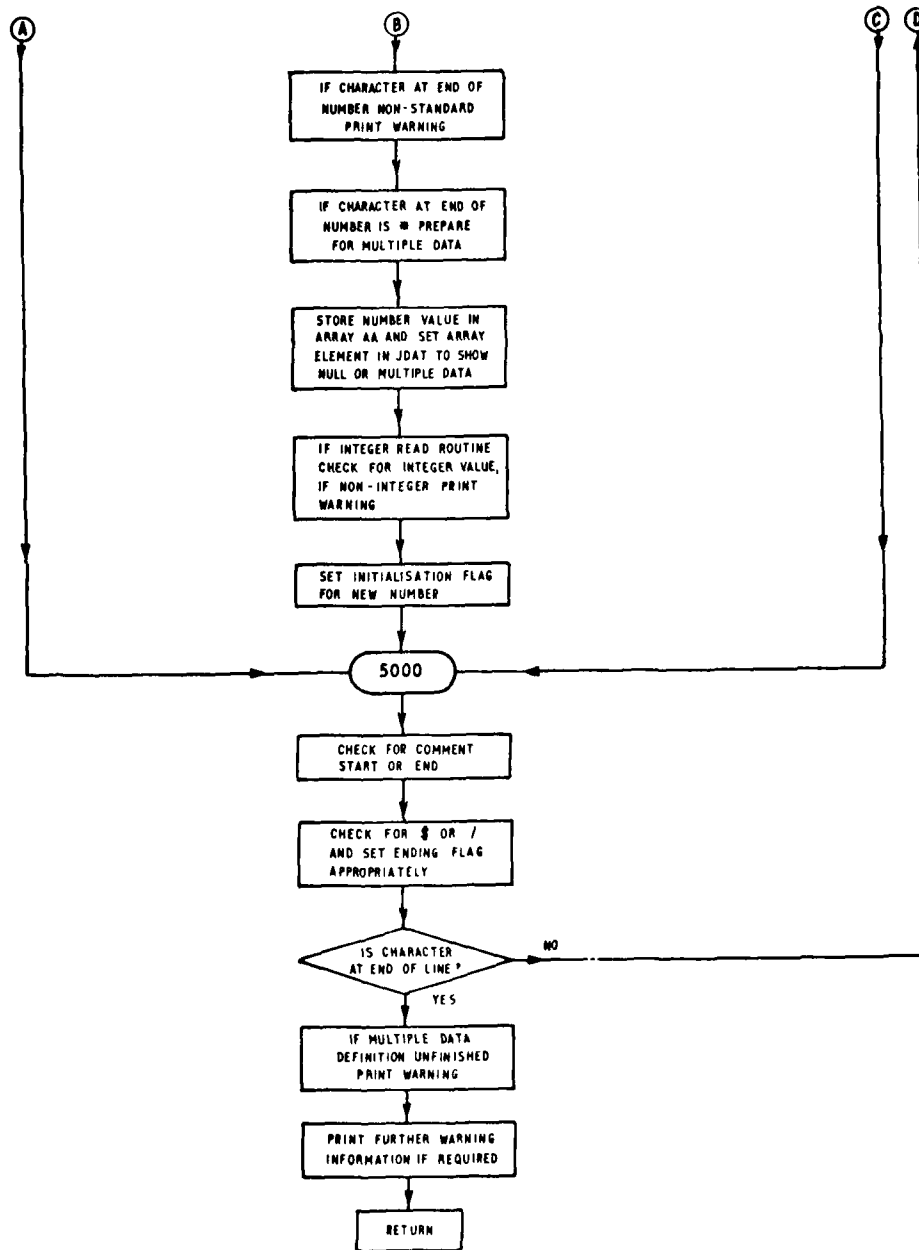 A
B
C
D
IF CHARACTER AT END OF
NUMBER NON-STANDARD
PRINT WARNING
IF CHARACTER AT END OF
NUMBER IS * PREPARE
FOR MULTIPLE DATA
STORE NUMBER VALUE IN
ARRAY AA AND SET ARRAY
ELEMENT IN JDAT TO SHOW
NULL OR MULTIPLE DATA
IF INTEGER READ ROUTINE
CHECK FOR INTEGER VALUE,
IF NON-INTEGER PRINT
WARNING
SET INITIALISATION FLAG
FOR NEW NUMBER
5000
CHECK FOR COMMENT
START OR END
CHECK FOR $ OR /
AND SET ENDING FLAG
APPROPRIATELY
IS CHARACTER
AT END OF LINE?
NO
YES
IF MULTIPLE DATA
DEFINITION UNFINISHED
PRINT WARNING
PRINT FURTHER WARNING
INFORMATION IF REQUIRED
RETURN